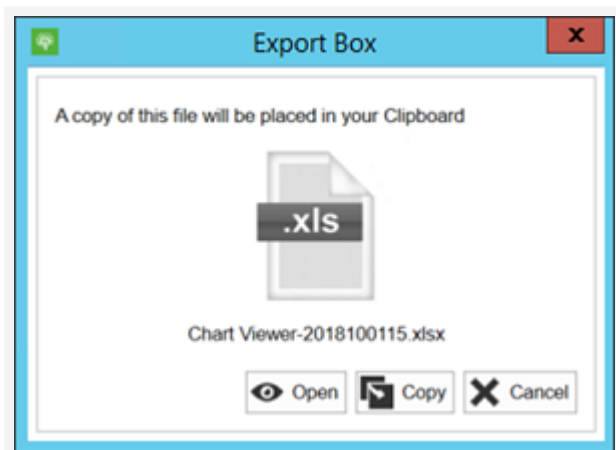 Export Box
x
A copy of this file will be placed in your Clipboard
.xls
Chart Viewer-2018100115.xlsx
Open Copy Cancel